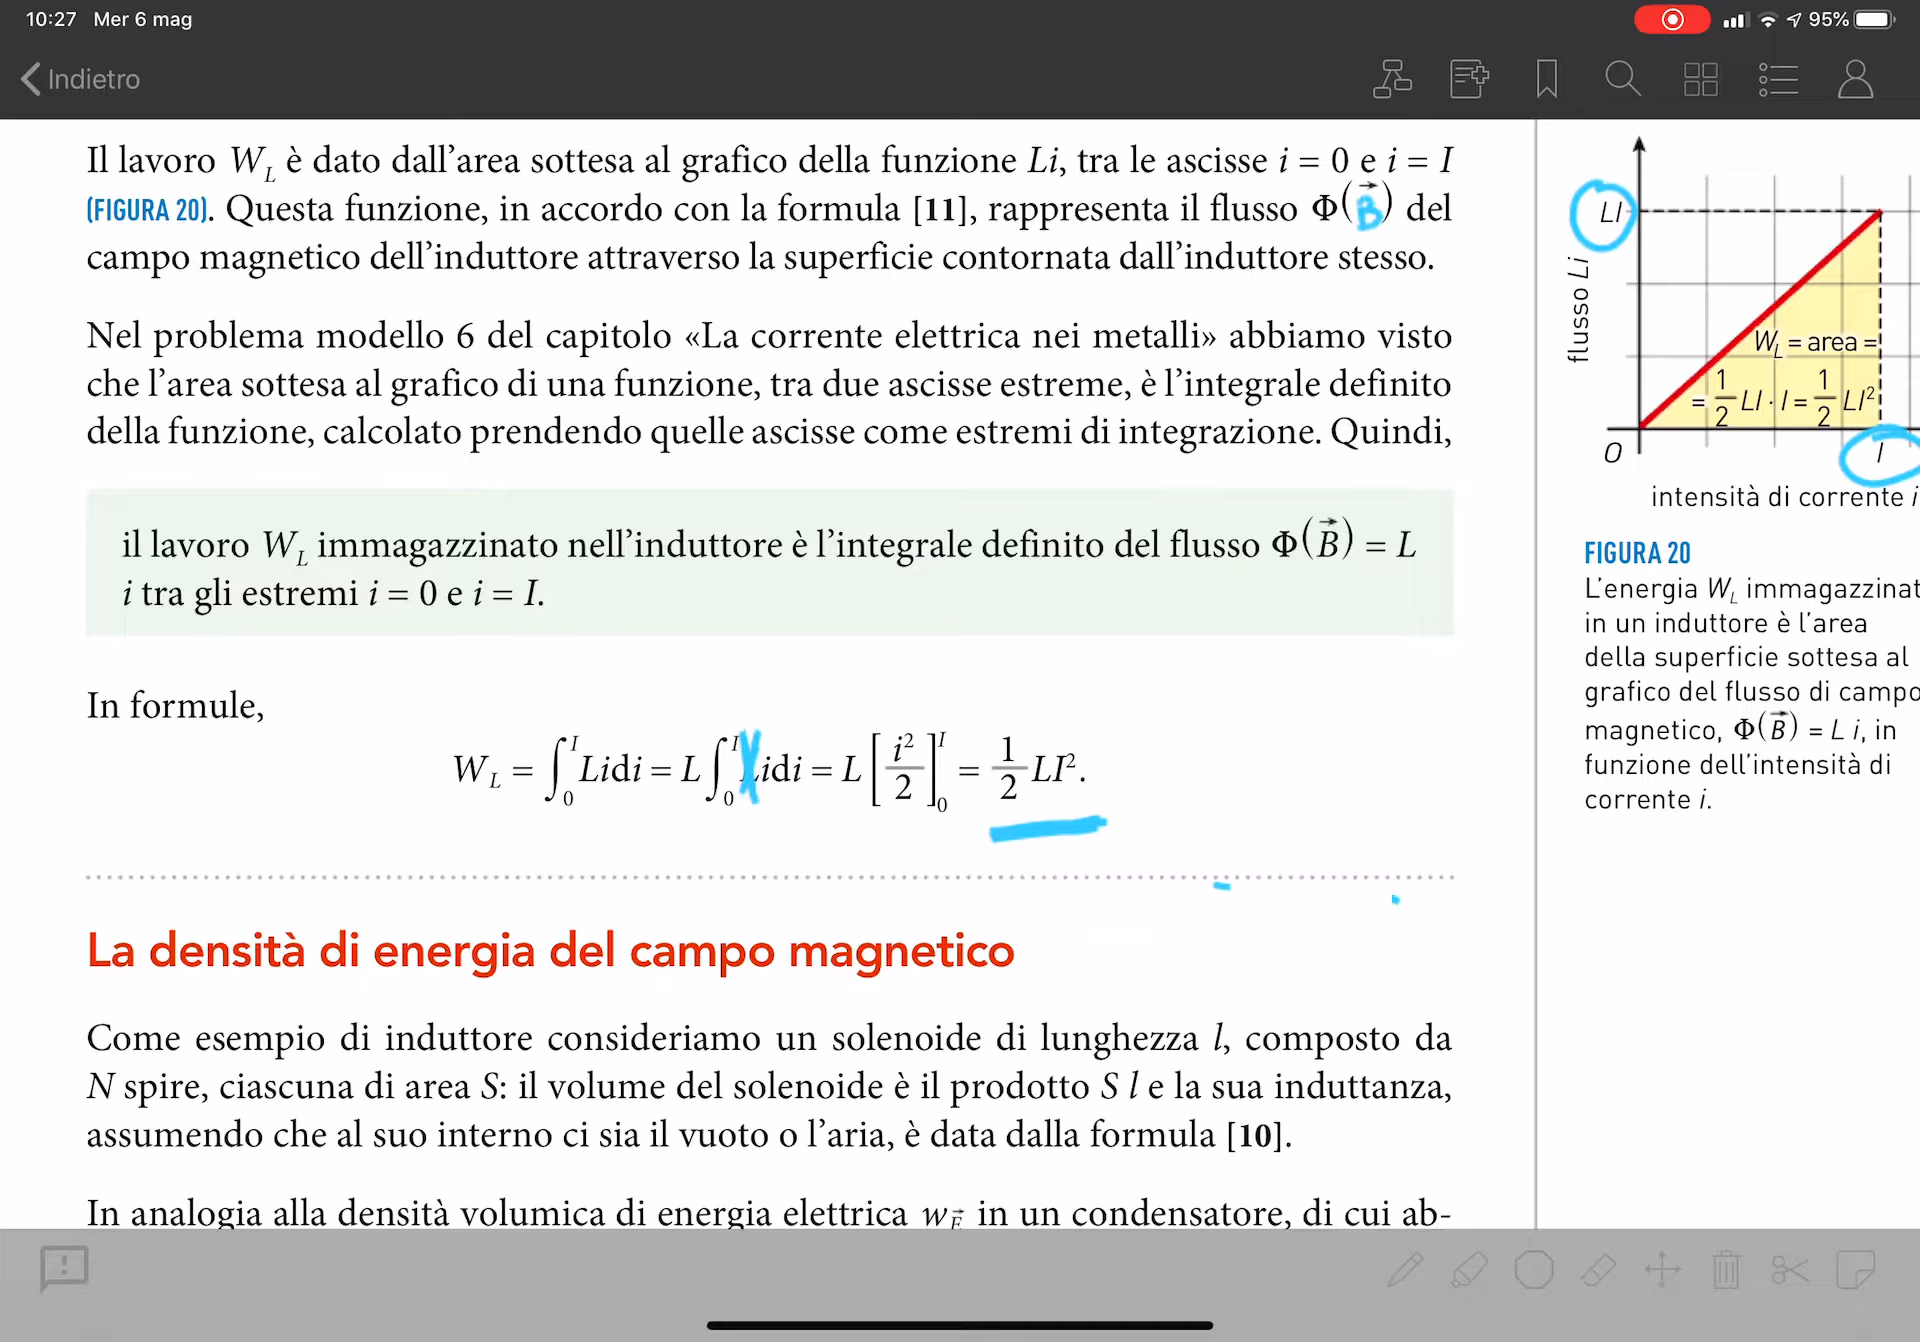 10:27 Mer 6 mag
95%
Indietro
Il lavoro W_L è dato dall'area sottesa al grafico della funzione Li, tra le ascisse i = 0 e i = I
(FIGURA 20). Questa funzione, in accordo con la formula [11], rappresenta il flusso Φ(B⃗) del
campo magnetico dell'induttore attraverso la superficie contornata dall'induttore stesso.
Nel problema modello 6 del capitolo «La corrente elettrica nei metalli» abbiamo visto
che l'area sottesa al grafico di una funzione, tra due ascisse estreme, è l'integrale definito
della funzione, calcolato prendendo quelle ascisse come estremi di integrazione. Quindi,
il lavoro W_L immagazzinato nell'induttore è l'integrale definito del flusso Φ(B⃗) = L
i tra gli estremi i = 0 e i = I.
In formule,
W_L = ∫₀ᴵ Lidi = L ∫₀ᴵ Lidi = L [i²/2]₀ᴵ = 1/2 LI².
La densità di energia del campo magnetico
Come esempio di induttore consideriamo un solenoide di lunghezza l, composto da
N spire, ciascuna di area S: il volume del solenoide è il prodotto S l e la sua induttanza,
assumendo che al suo interno ci sia il vuoto o l'aria, è data dalla formula [10].
In analogia alla densità volumica di energia elettrica w_E⃗ in un condensatore, di cui ab-
LI
flusso Li
W_L = area =
= 1/2 LI · I = 1/2 LI²
O
I
intensità di corrente i
FIGURA 20
L'energia W_L immagazzinat
in un induttore è l'area
della superficie sottesa al
grafico del flusso di campo
magnetico, Φ(B⃗) = L i, in
funzione dell'intensità di
corrente i.